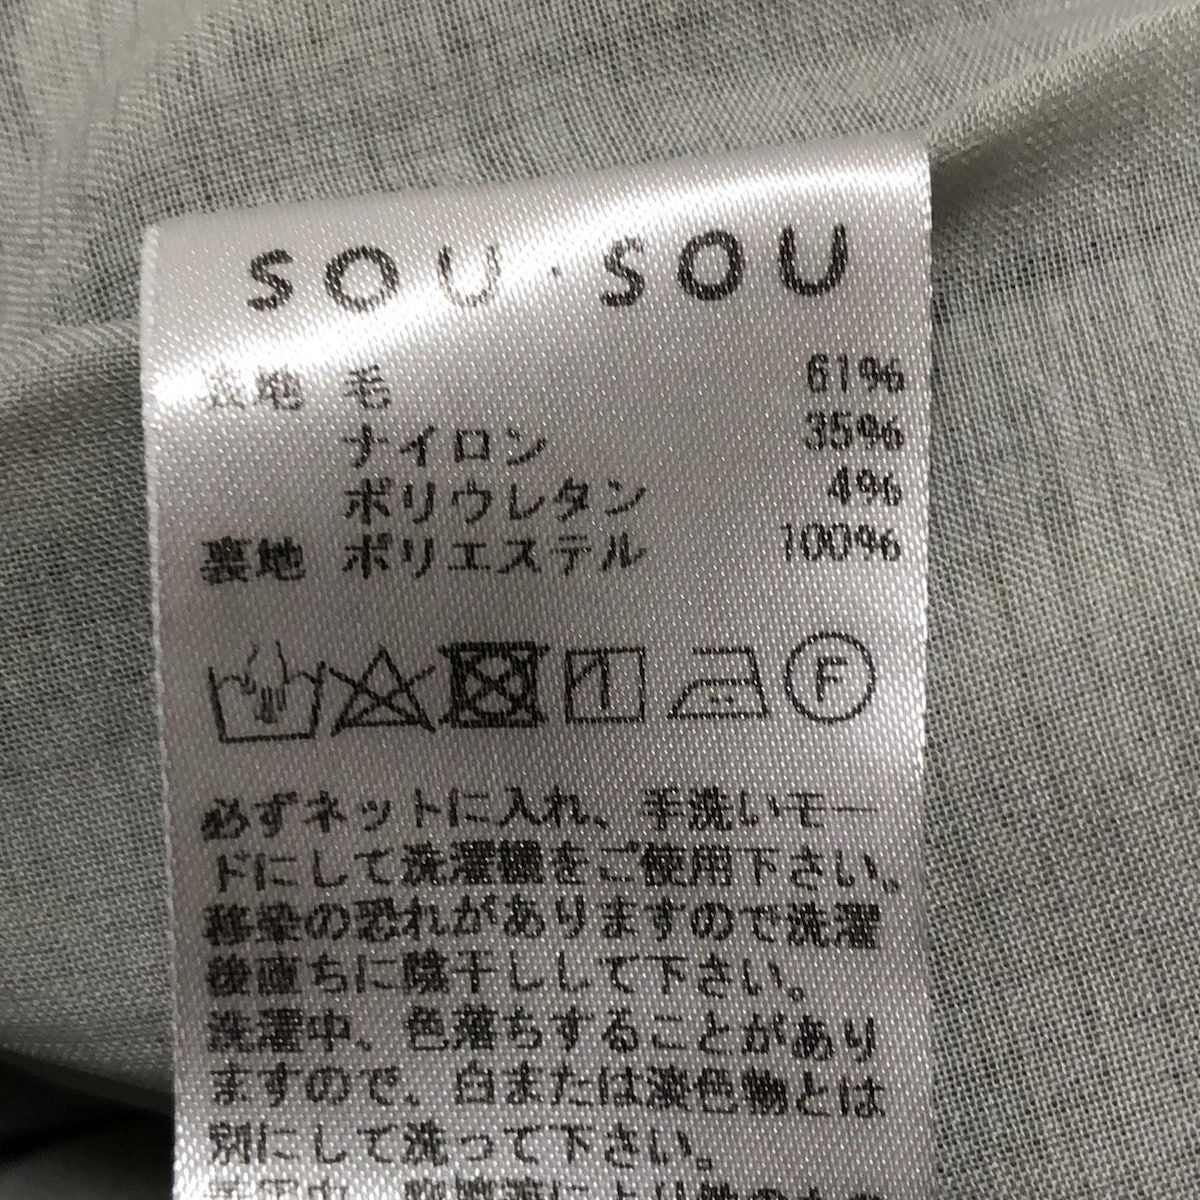 SOU・SOU
表地 毛 61%
ナイロン 35%
ポリウレタン 4%
裏地 ポリエステル 100%
F
必ずネットに入れ、手洗いモー
ドにして洗濯機をご使用下さい。
移染の恐れがありますので洗濯
後直ちに陰干しして下さい。
洗濯中、色落ちすることがあり
ますので、白または淡色物とは
別にして洗って下さい。